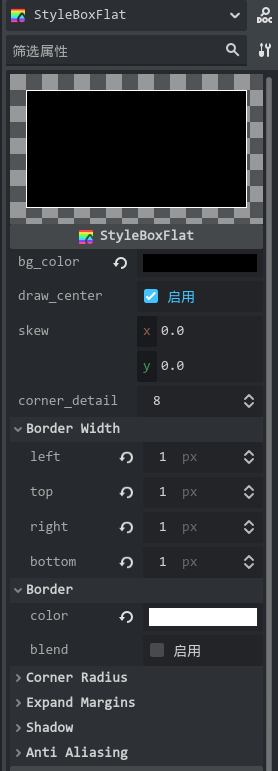 StyleBoxFlat
DOC
筛选属性
StyleBoxFlat
bg_color
draw_center 启用
skew x 0.0
y 0.0
corner_detail 8
Border Width
left 1 px
top 1 px
right 1 px
bottom 1 px
Border
color
blend 启用
Corner Radius
Expand Margins
Shadow
Anti Aliasing